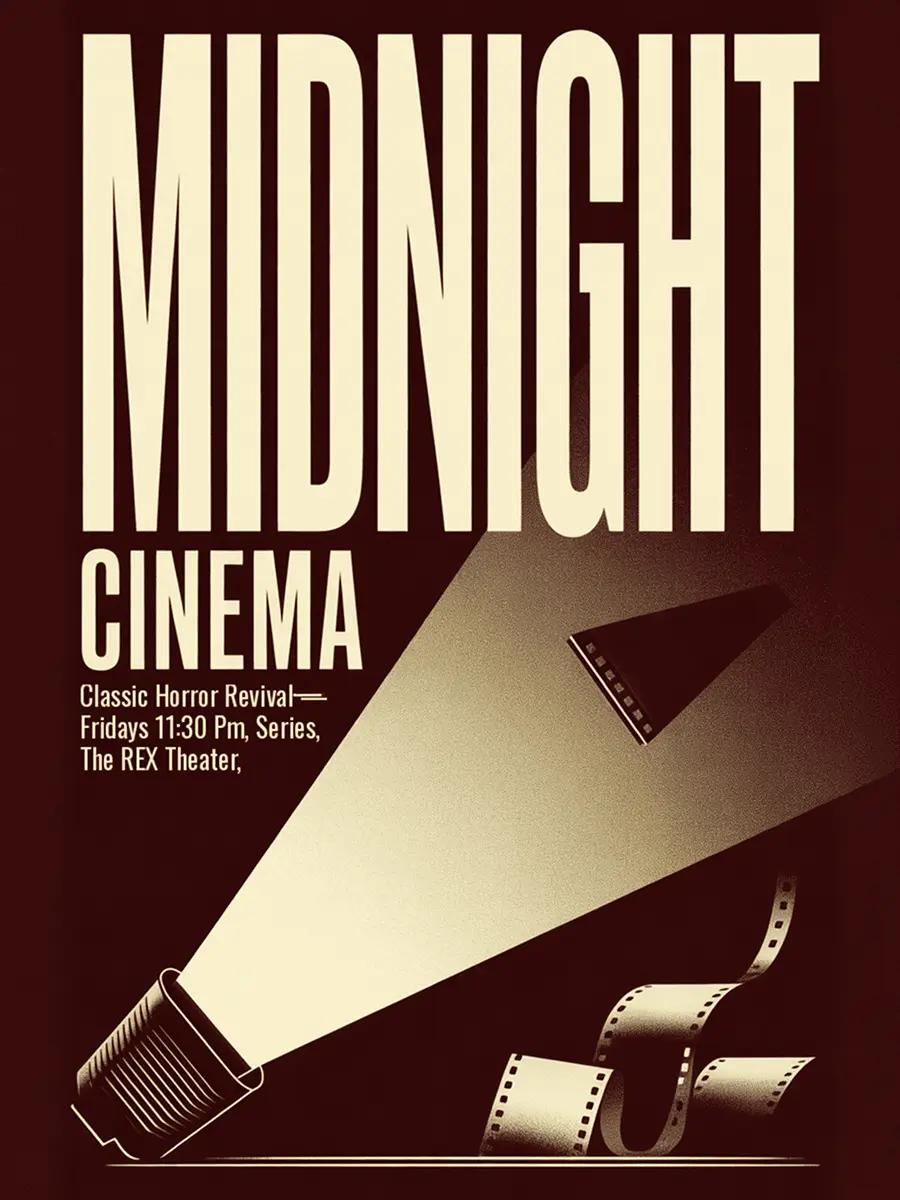 MIDNIGHT
CINEMA
Classic Horror Revival—
Fridays 11:30 Pm, Series,
The REX Theater,